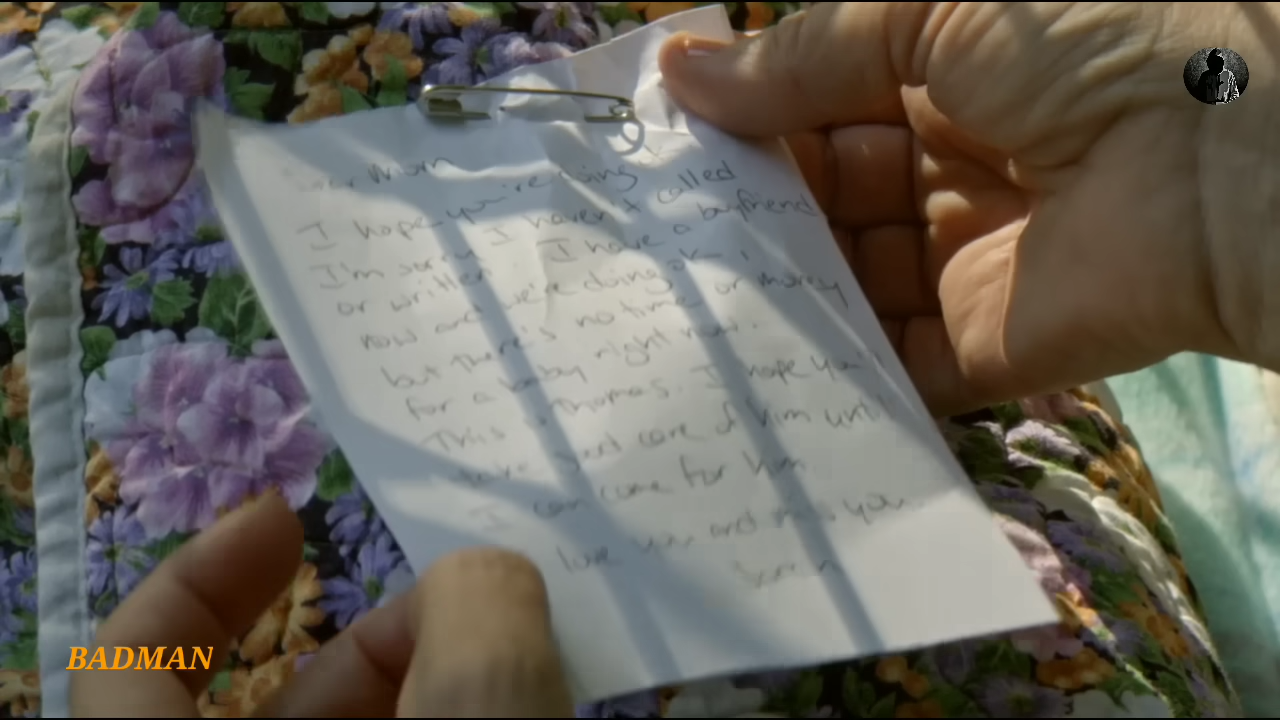 Dear Mom
I hope you're doing
I'm sorry I haven't called
or written. I have a boyfriend
now and we're doing ok
but there's no time or money
for a baby right now.
This is Thomas. I hope you'll
take good care of him until
I can come for him
love you and miss you.
BADMAN